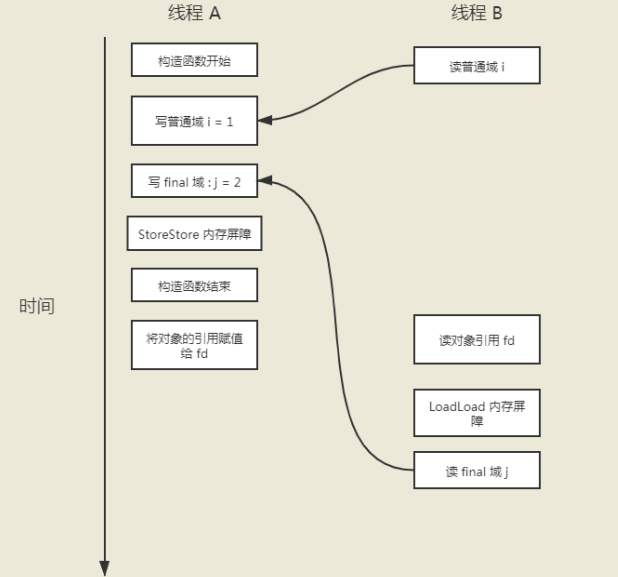 线程 A
线程 B
构造函数开始
读普通域 i
写普通域 i = 1
写 final 域 : j = 2
StoreStore 内存屏障
构造函数结束
时间
将对象的引用赋值
给 fd
读对象引用 fd
LoadLoad 内存屏
障
读 final 域 j